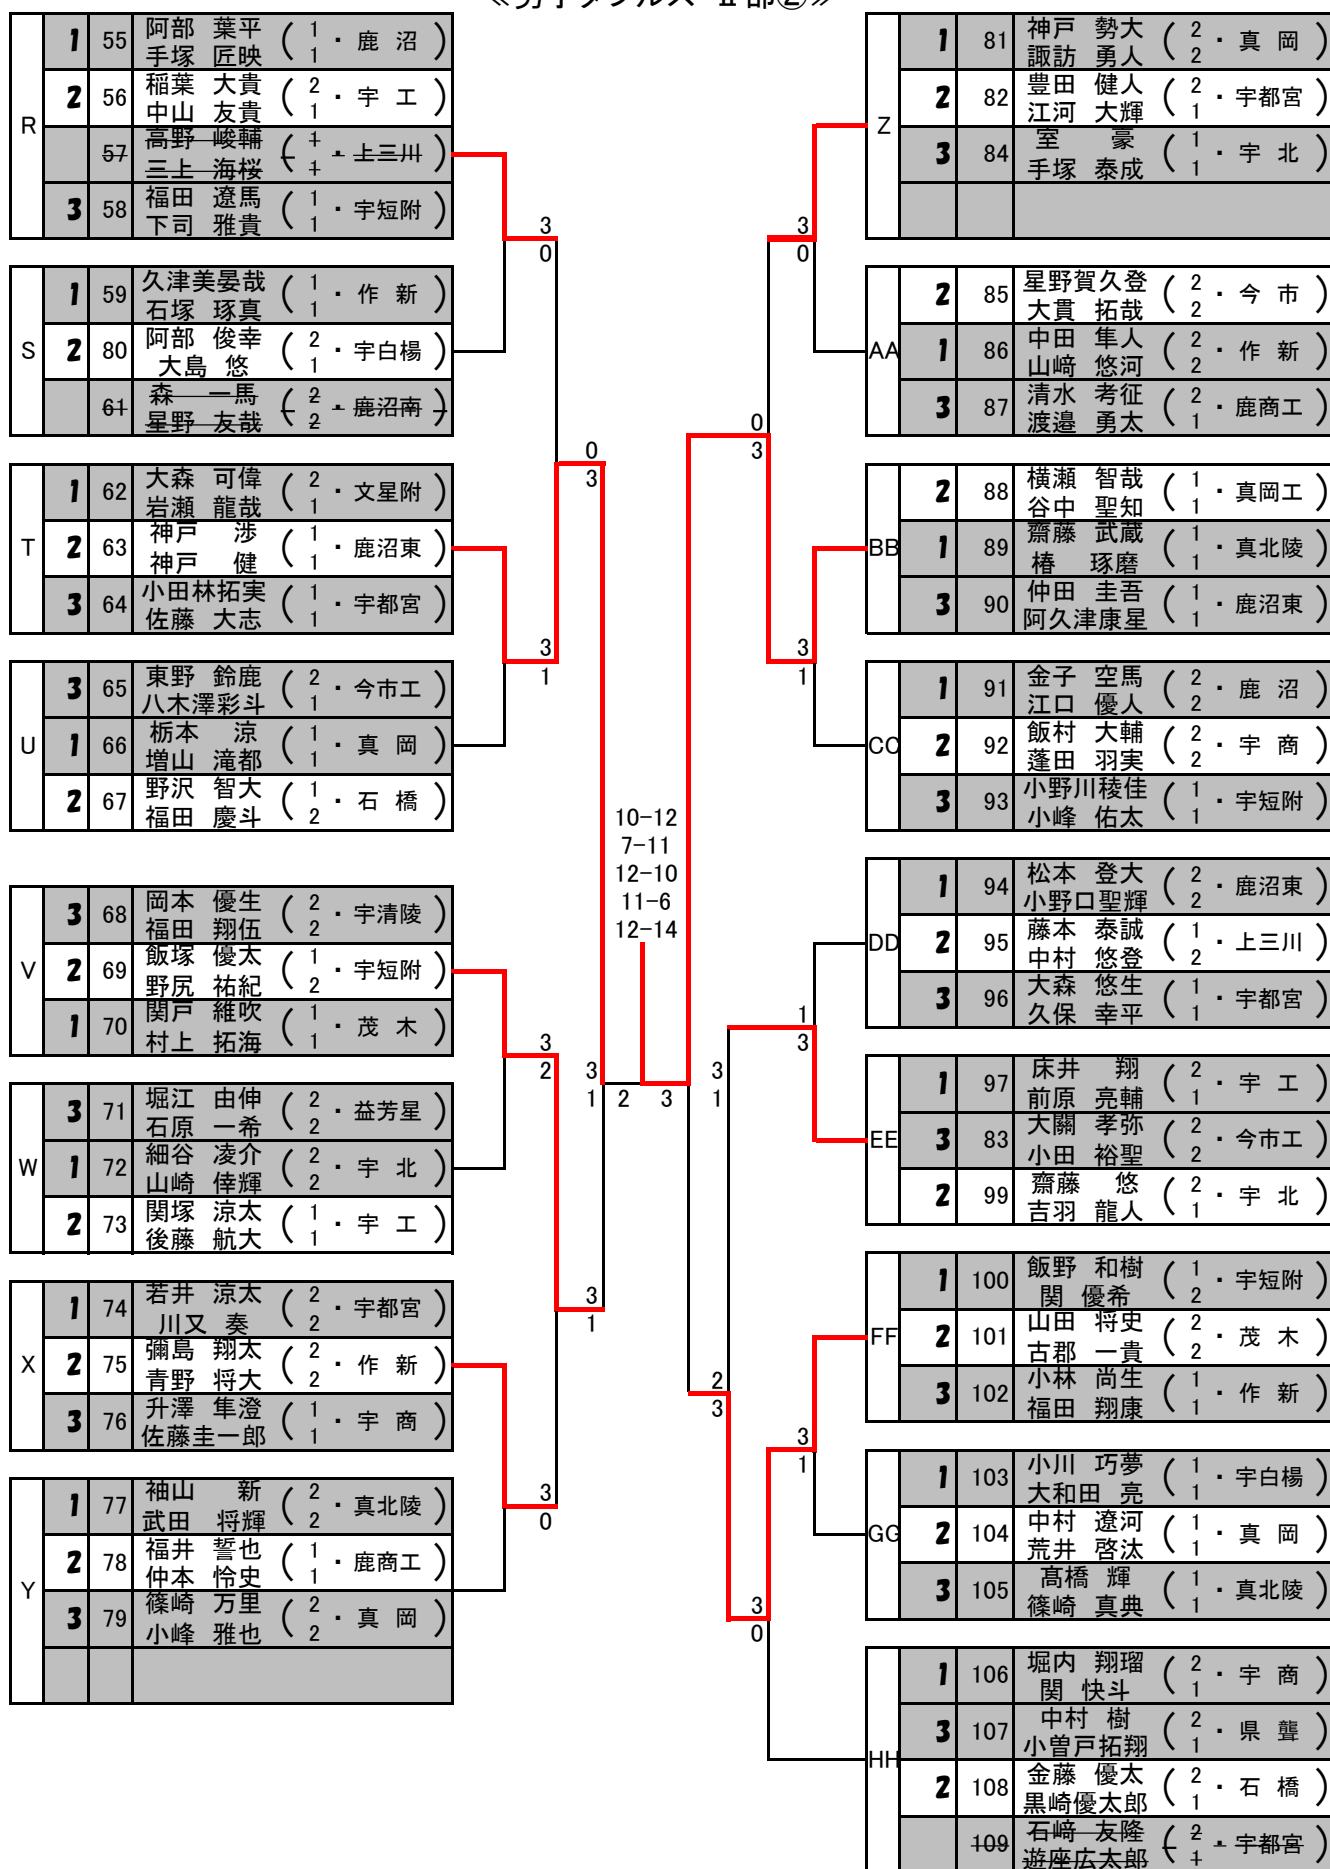 ≪男子ダブルス Ⅱ部②≫
R
1 55 阿部 葉平 ( 1 ・ 鹿 沼 )
手塚 匠映 1
2 56 稲葉 大貴 ( 2 ・ 宇 工 )
中山 友貴 1
57 高野 峻輔 ( 1 ・ 上三川 )
三上 海桜 1
3 58 福田 遼馬 ( 1 ・ 宇短附 )
下司 雅貴 1
S
1 59 久津美晏哉 ( 1 ・ 作 新 )
石塚 琢真 1
2 80 阿部 俊幸 ( 2 ・ 宇白楊 )
大島 悠 1
61 森 一馬 ( 2 ・ 鹿沼南 )
星野 友哉 2
T
1 62 大森 可偉 ( 2 ・ 文星附 )
岩瀬 龍哉 1
2 63 神戸 渉 ( 1 ・ 鹿沼東 )
神戸 健 1
3 64 小田林拓実 ( 1 ・ 宇都宮 )
佐藤 大志 1
U
3 65 東野 鈴鹿 ( 2 ・ 今市工 )
八木澤彩斗 1
1 66 栃本 涼 ( 1 ・ 真 岡 )
増山 滝都 1
2 67 野沢 智大 ( 1 ・ 石 橋 )
福田 慶斗 2
V
3 68 岡本 優生 ( 2 ・ 宇清陵 )
福田 翔伍 2
2 69 飯塚 優太 ( 1 ・ 宇短附 )
野尻 祐紀 2
1 70 関戸 維吹 ( 1 ・ 茂 木 )
村上 拓海 1
W
3 71 堀江 由伸 ( 2 ・ 益芳星 )
石原 一希 2
1 72 細谷 凌介 ( 2 ・ 宇 北 )
山崎 倖輝 2
2 73 関塚 涼太 ( 1 ・ 宇 工 )
後藤 航大 1
X
1 74 若井 涼太 ( 2 ・ 宇都宮 )
川又 奏 2
2 75 彌島 翔太 ( 2 ・ 作 新 )
青野 将大 2
3 76 升澤 隼澄 ( 1 ・ 宇 商 )
佐藤圭一郎 1
Y
1 77 袖山 新 ( 2 ・ 真北陵 )
武田 将輝 2
2 78 福井 誓也 ( 1 ・ 鹿商工 )
仲本 怜史 1
3 79 篠崎 万里 ( 2 ・ 真 岡 )
小峰 雅也 2
3
0
0
3
3
1
3
2
3
1
3
1
3
0
10-12
7-11
12-10
11-6
12-14
2 3
3
0
0
3
3
1
1
3
3
1
2
3
3
1
3
0
Z
1 81 神戸 勢大 ( 2 ・ 真 岡 )
諏訪 勇人 2
2 82 豊田 健人 ( 2 ・ 宇都宮 )
江河 大輝 1
3 84 室 豪 ( 1 ・ 宇 北 )
手塚 泰成 1
AA
2 85 星野賀久登 ( 2 ・ 今 市 )
大貫 拓哉 2
1 86 中田 隼人 ( 2 ・ 作 新 )
山﨑 悠河 2
3 87 清水 考征 ( 2 ・ 鹿商工 )
渡邉 勇太 1
BB
2 88 横瀬 智哉 ( 1 ・ 真岡工 )
谷中 聖知 1
1 89 齋藤 武蔵 ( 1 ・ 真北陵 )
椿 琢磨 1
3 90 仲田 圭吾 ( 1 ・ 鹿沼東 )
阿久津康星 1
CC
1 91 金子 空馬 ( 2 ・ 鹿 沼 )
江口 優人 2
2 92 飯村 大輔 ( 2 ・ 宇 商 )
蓬田 羽実 2
3 93 小野川稜佳 ( 1 ・ 宇短附 )
小峰 佑太 1
DD
1 94 松本 登大 ( 2 ・ 鹿沼東 )
小野口聖輝 2
2 95 藤本 泰誠 ( 1 ・ 上三川 )
中村 悠登 2
3 96 大森 悠生 ( 1 ・ 宇都宮 )
久保 幸平 1
EE
1 97 床井 翔 ( 2 ・ 宇 工 )
前原 亮輔 1
3 83 大關 孝弥 ( 2 ・ 今市工 )
小田 裕聖 2
2 99 齋藤 悠 ( 2 ・ 宇 北 )
吉羽 龍人 1
FF
1 100 飯野 和樹 ( 1 ・ 宇短附 )
関 優希 2
2 101 山田 将史 ( 2 ・ 茂 木 )
古郡 一貴 2
3 102 小林 尚生 ( 1 ・ 作 新 )
福田 翔康 1
GG
1 103 小川 巧夢 ( 1 ・ 宇白楊 )
大和田 亮 1
2 104 中村 遼河 ( 1 ・ 真 岡 )
荒井 啓汰 1
3 105 髙橋 輝 ( 1 ・ 真北陵 )
篠崎 真典 1
HH
1 106 堀内 翔瑠 ( 2 ・ 宇 商 )
関 快斗 1
3 107 中村 樹 ( 2 ・ 県 聾 )
小曽戸拓翔 1
2 108 金藤 優太 ( 2 ・ 石 橋 )
黒崎優太郎 1
109 石﨑 友隆 ( 2 ・ 宇都宮 )
遊座広太郎 1